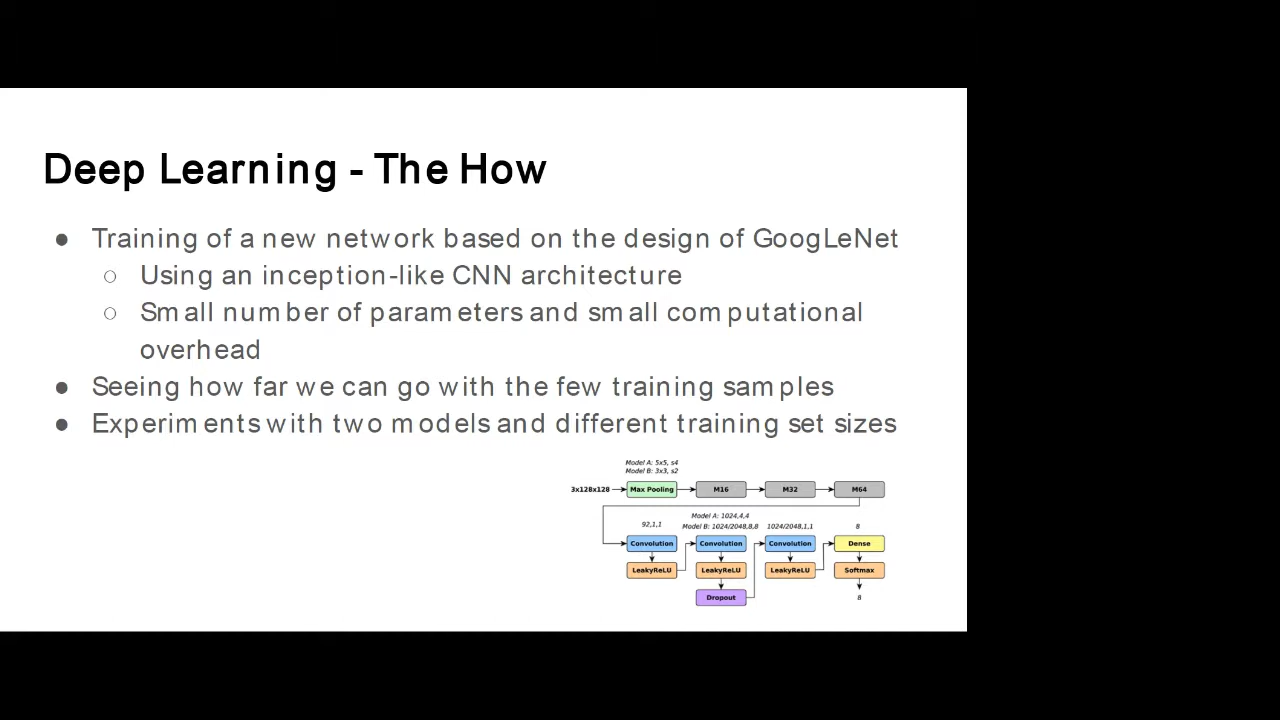 Deep Learning - The How
● Training of a new network based on the design of GoogLeNet
○ Using an inception-like CNN architecture
○ Small number of parameters and small computational
overhead
● Seeing how far we can go with the few training samples
● Experiments with two models and different training set sizes
Model A: 5x5, s4
Model B: 3x3, s2
3x128x128 Max Pooling M16 M32 M64
Model A: 1024,4,4
92,1,1 Model B: 1024/2048,8,8 1024/2048,1,1 8
Convolution Convolution Convolution Dense
LeakyReLU LeakyReLU LeakyReLU Softmax
Dropout 8